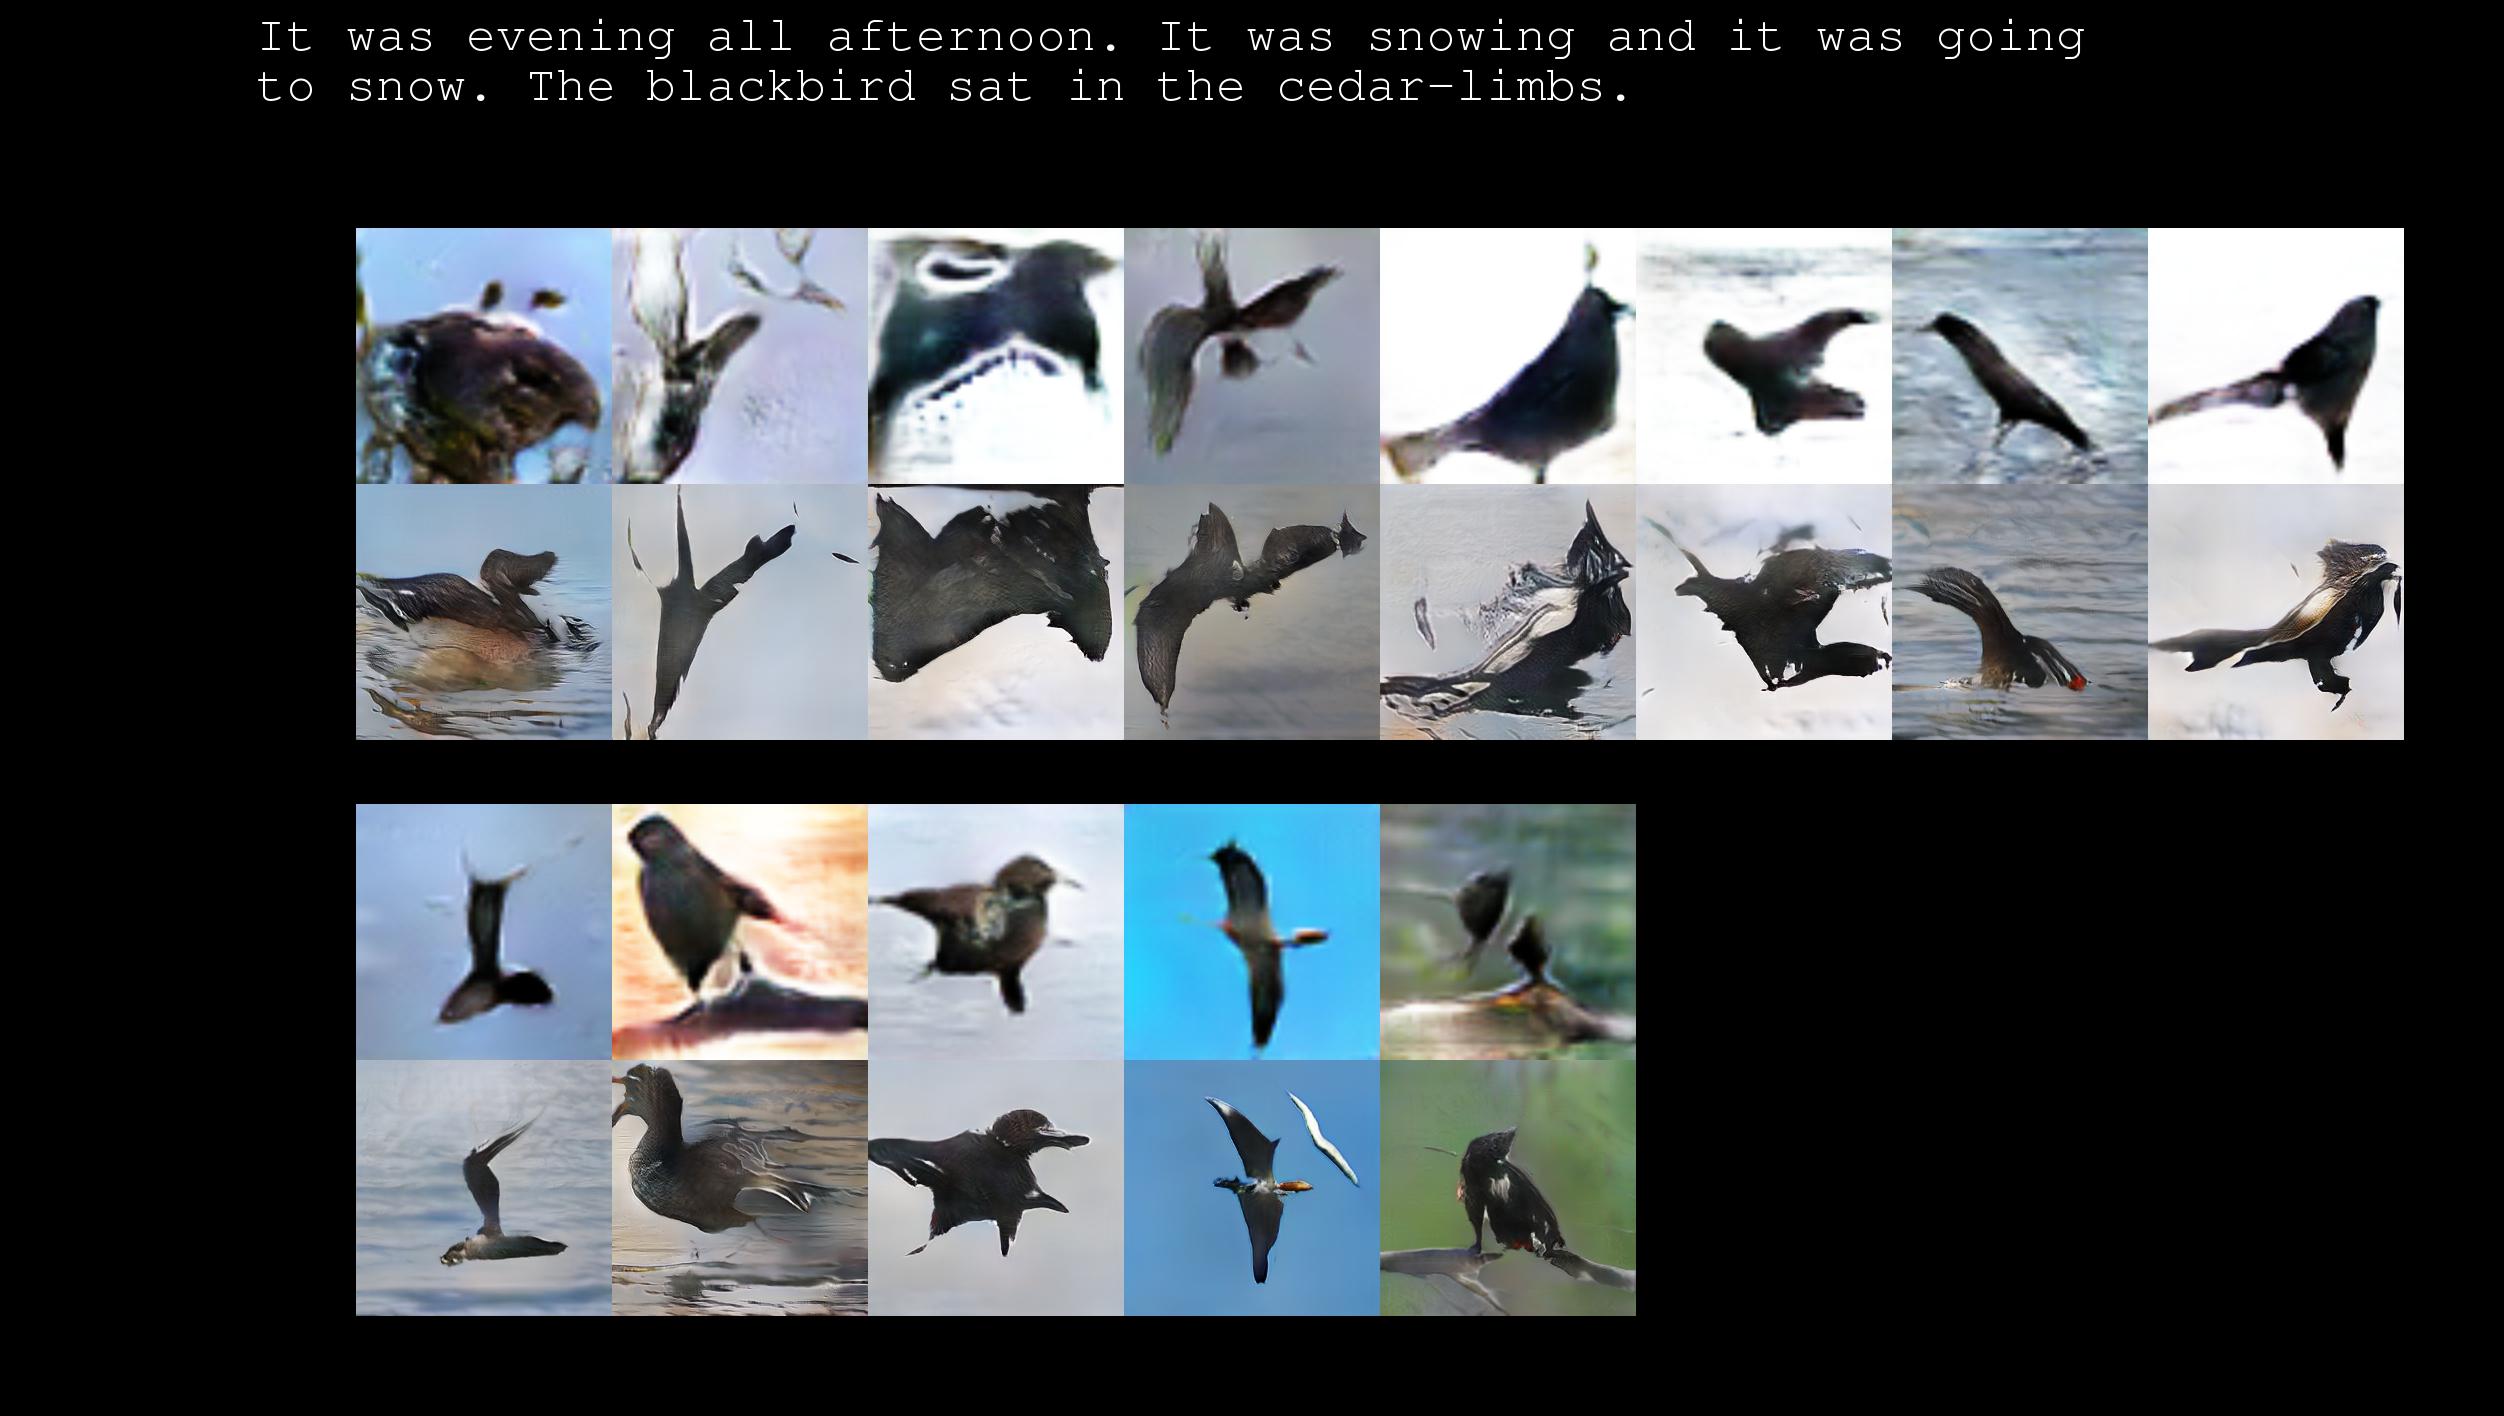 It was evening all afternoon. It was snowing and it was going
to snow. The blackbird sat in the cedar-limbs.